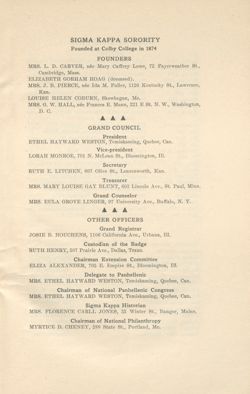 SIGMA KAPPA SORORITY
Founded at Colby College in 1874
FOUNDERS
MRS. L. D. CARVER, née Mary Caffrey Low, 72 Fayerweather St.,
Cambridge, Mass.
ELIZABETH GORHAM HOAG (deceased).
MRS. J. B. PIERCE, née Ida M. Fuller, 1120 Kentucky St., Lawrence,
Kan.
LOUISE HELEN COBURN, Skowhegan, Me.
MRS. G. W. HALL, née Frances E. Mann, 221 E St. N. W., Washington,
D. C.
GRAND COUNCIL
President
ETHEL HAYWARD WESTON, Temiskaming, Quebec, Can.
Vice-president
LORAH MONROE, 701 N. McLean St., Bloomington, Ill.
Secretary
RUTH E. LITCHEN, 607 Olive St., Leavenworth, Kan.
Treasurer
MRS. MARY LOUISE GAY BLUNT, 602 Lincoln Ave., St. Paul, Minn.
Grand Counselor
MRS. EULA GROVE LINGER, 97 University Ave., Buffalo, N. Y.
OTHER OFFICERS
Grand Registrar
JOSIE B. HOUCHENS, 1106 California Ave., Urbana, Ill.
Custodian of the Badge
RUTH HENRY, Prairie Ave., Dallas, Texas.
Chairman Extension Committee
ELIZA ALEXANDER, 703 E. Empire St., Bloomington, Ill.
Delegate to Panhellenic
MRS. ETHEL HAYWARD WESTON, Temiskaming, Quebec, Can.
Chairman of National Panhellenic Congress
MRS. ETHEL HAYWARD WESTON, Temiskaming, Quebec, Can.
Sigma Kappa Historian
MRS. FLORENCE CARLL JONES, 53 Winter St., Bangor, Maine.
Chairman of National Philanthropy
MYRTICE D. CHENEY, 289 State St., Portland, Me.